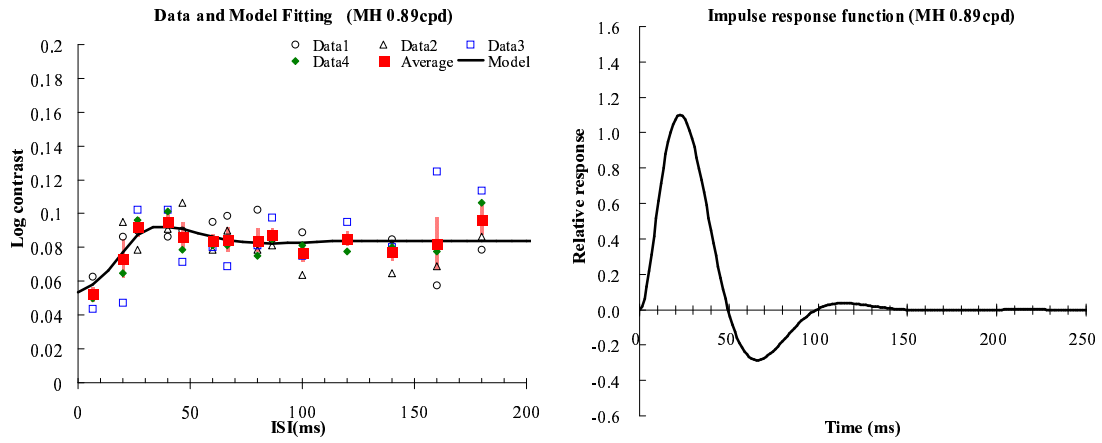 Data and Model Fitting (MH 0.89cpd)
Data1 Data2 Data3
Data4 Average Model
0.2
0.18
0.16
0.14
0.12
0.1
0.08
0.06
0.04
0.02
0
Log contrast
0 50 100 150 200
ISI(ms)
Impulse response function (MH 0.89cpd)
1.6
1.4
1.2
1.0
0.8
0.6
0.4
0.2
0.0
-0.2
-0.4
-0.6
Relative response
0 50 100 150 200 250
Time (ms)